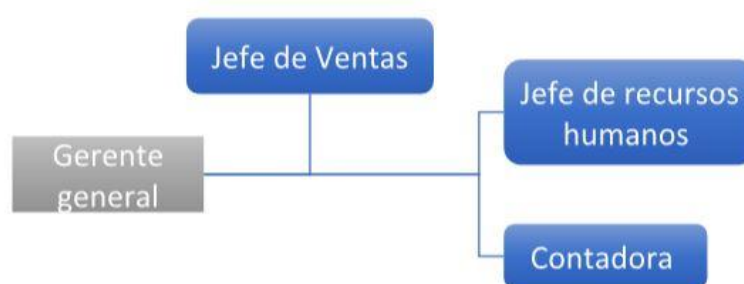 Jefe de Ventas
Jefe de recursos
humanos
Gerente
general
Contadora